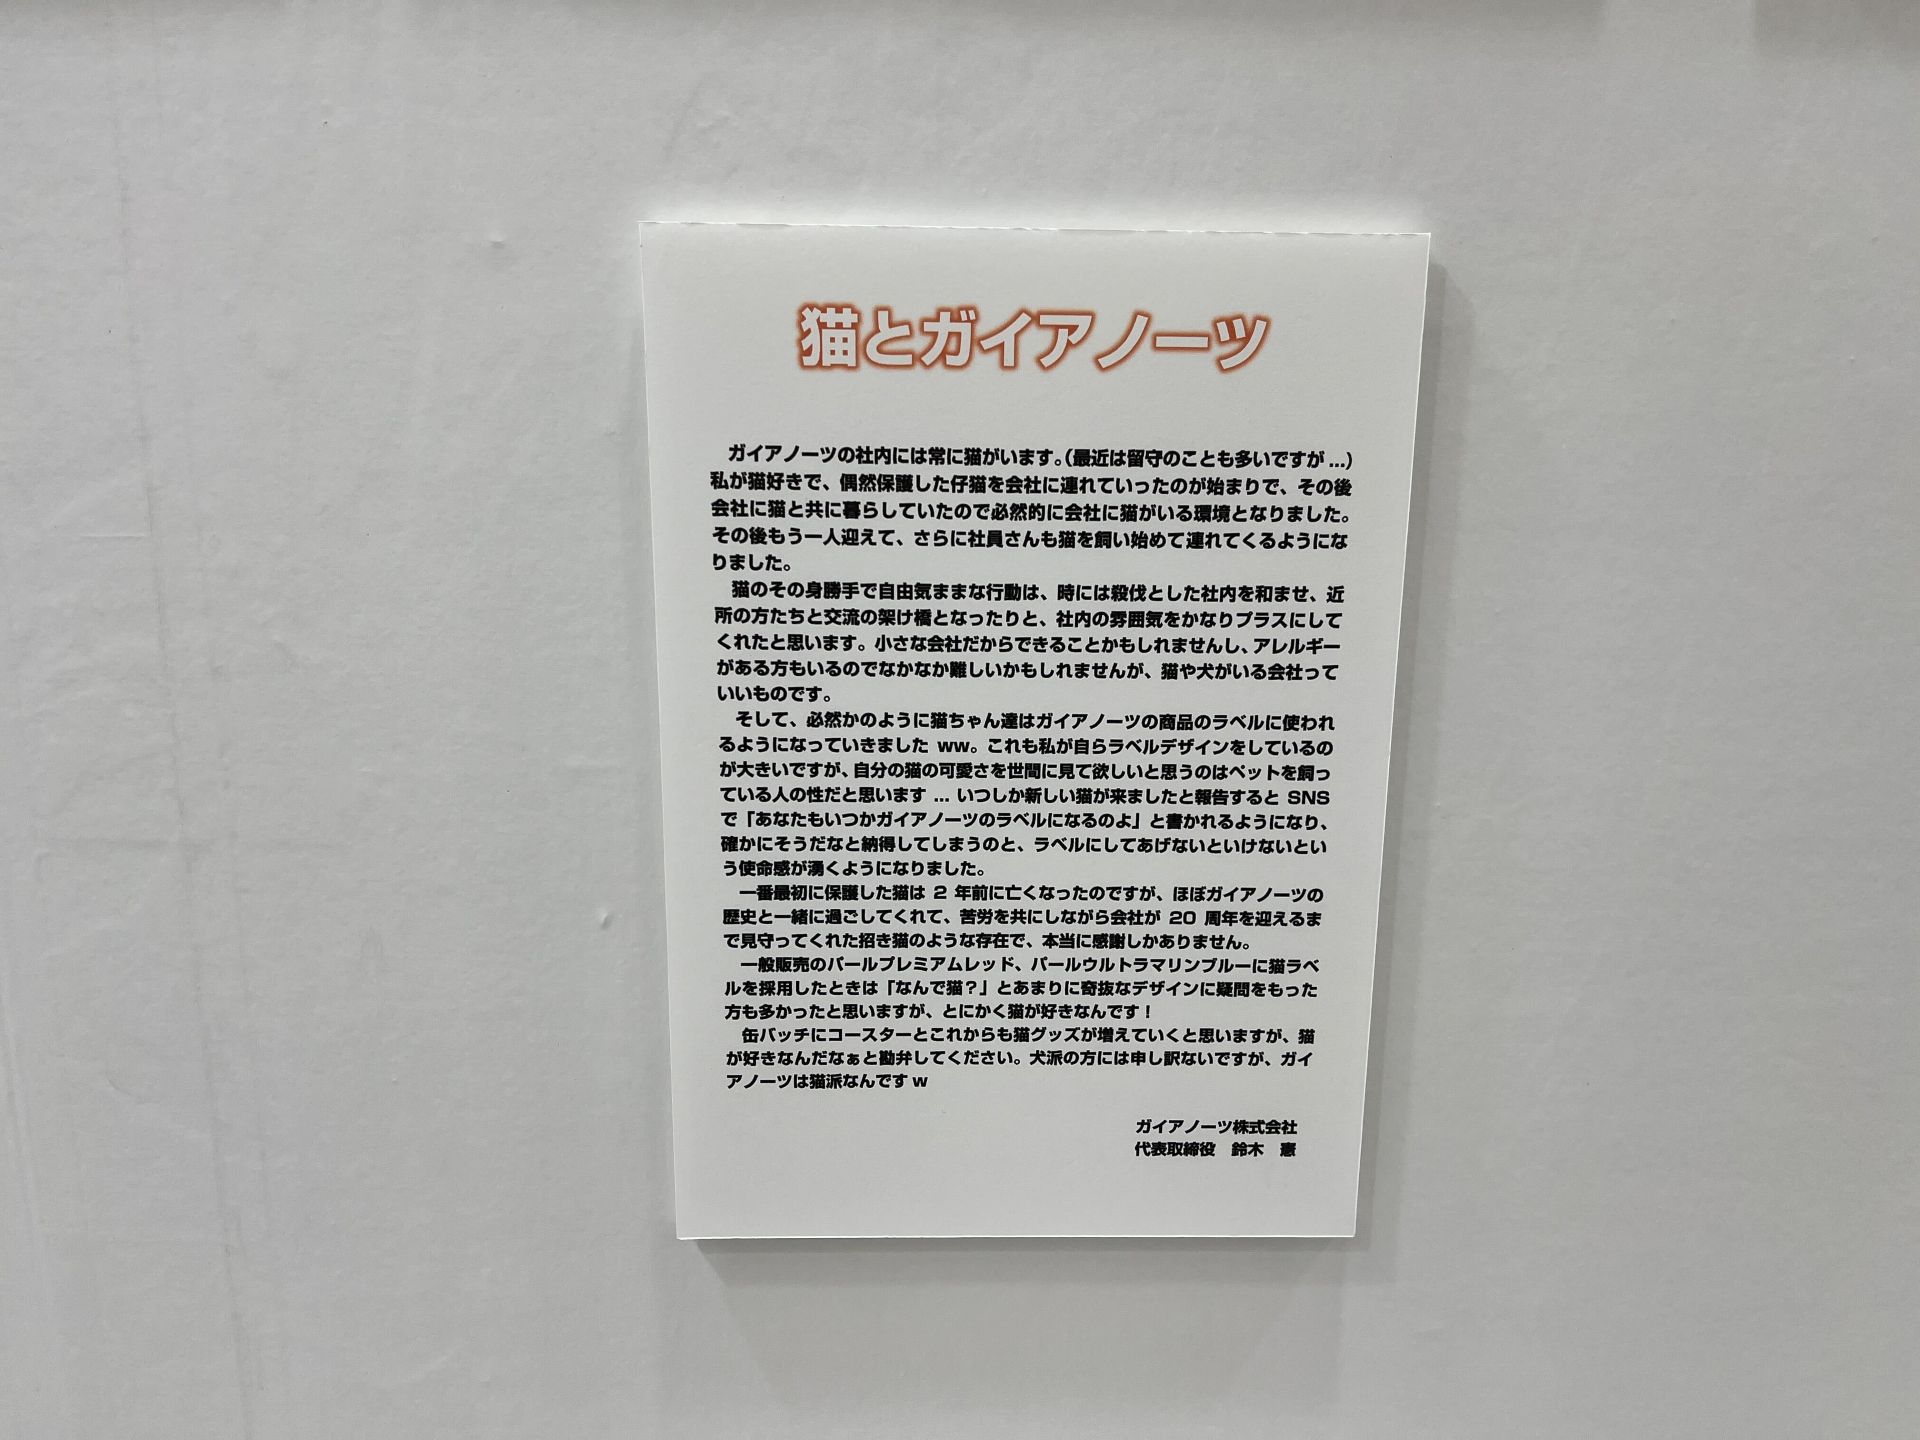 猫とガイアノーツ
ガイアノーツの社内には常に猫がいます。(最近は留守のことも多いですが...)
私が猫好きで、偶然保護した仔猫を会社に連れていったのが始まりで、その後
会社に猫と共に暮らしていたので必然的に会社に猫がいる環境となりました。
その後もう一人迎えて、さらに社員さんも猫を飼い始めて連れてくるようにな
りました。
猫のその身勝手で自由気ままな行動は、時には殺伐とした社内を和ませ、近
所の方たちと交流の架け橋となったりと、社内の雰囲気をかなりプラスにして
くれたと思います。小さな会社だからできることかもしれませんし、アレルギー
がある方もいるのでなかなか難しいかもしれませんが、猫や犬がいる会社って
いいものです。
そして、必然かのように猫ちゃん達はガイアノーツの商品のラベルに使われ
るようになっていきました ww。これも私が自らラベルデザインをしているの
が大きいですが、自分の猫の可愛さを世間に見て欲しいと思うのはペットを飼っ
ている人の性だと思います ... いつしか新しい猫が来ましたと報告すると SNS
で「あなたもいつかガイアノーツのラベルになるのよ」と書かれるようになり、
確かにそうだなと納得してしまうのと、ラベルにしてあげないといけないとい
う使命感が湧くようになりました。
一番最初に保護した猫は 2 年前に亡くなったのですが、ほぼガイアノーツの
歴史と一緒に過ごしてくれて、苦労を共にしながら会社が 20 周年を迎えるま
で見守ってくれた招き猫のような存在で、本当に感謝しかありません。
一般販売のパールプレミアムレッド、パールウルトラマリンブルーに猫ラベ
ルを採用したときは「なんで猫?」とあまりに奇抜なデザインに疑問をもった
方も多かったと思いますが、とにかく猫が好きなんです!
缶バッチにコースターとこれからも猫グッズが増えていくと思いますが、猫
が好きなんだなぁと勘弁してください。犬派の方には申し訳ないですが、ガイ
アノーツは猫派なんです w
ガイアノーツ株式会社
代表取締役 鈴木 憲